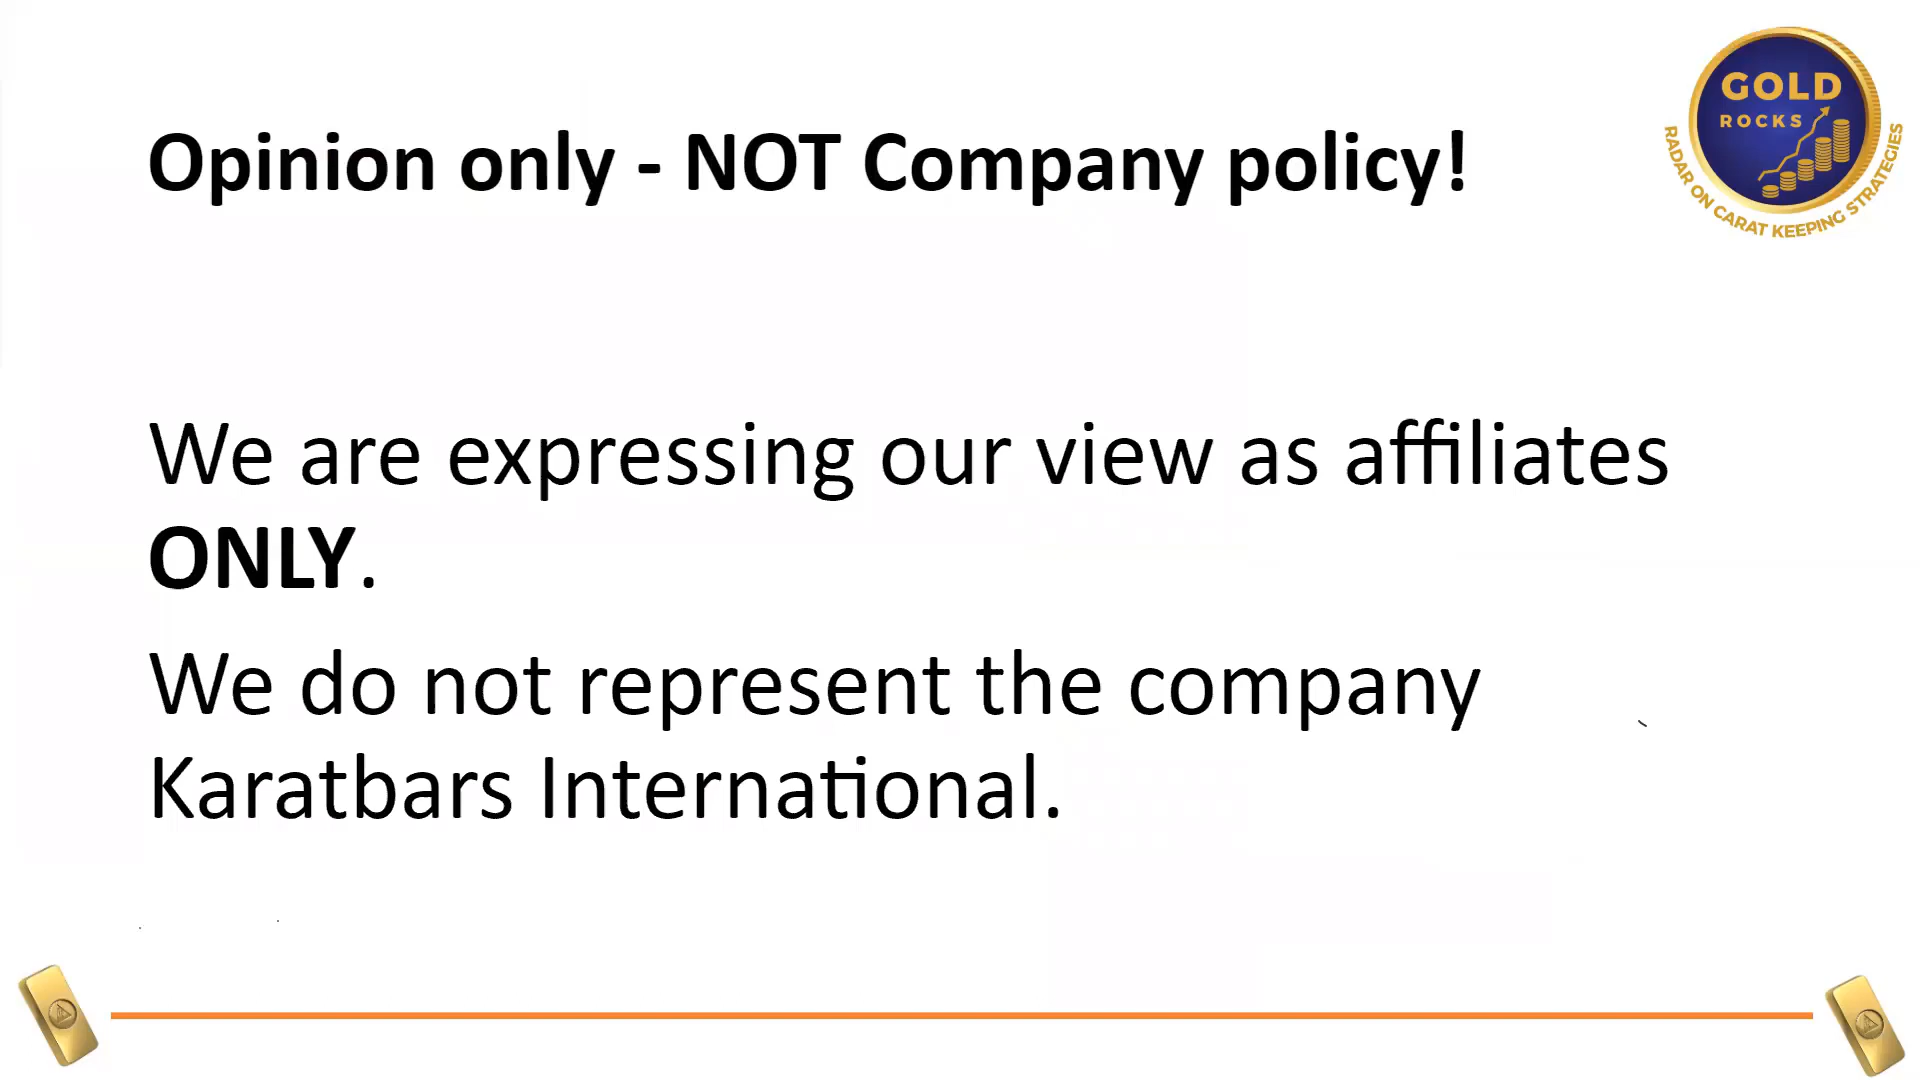 GOLD
ROCKS
RADAR ON CARAT KEEPING STRATEGIES
Opinion only - NOT Company policy!
We are expressing our view as affiliates
ONLY.
We do not represent the company
Karatbars International.